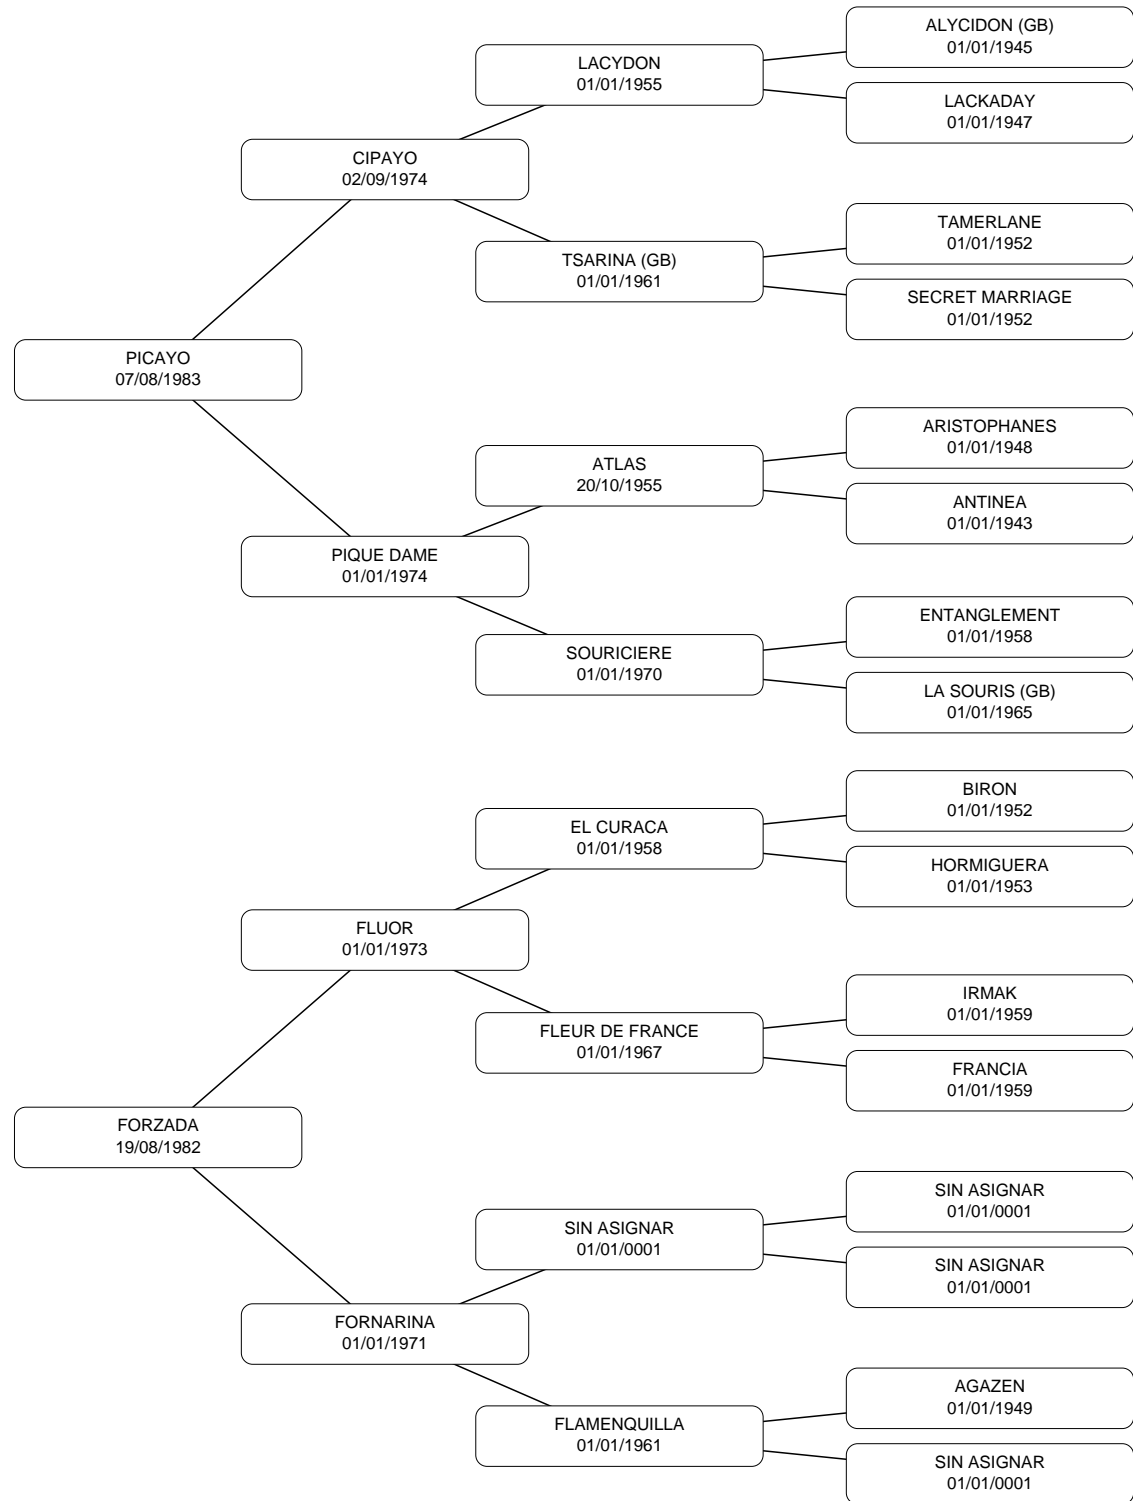 ALYCIDON (GB)
01/01/1945
LACYDON
01/01/1955
LACKADAY
01/01/1947
CIPAYO
02/09/1974
TAMERLANE
01/01/1952
TSARINA (GB)
01/01/1961
SECRET MARRIAGE
01/01/1952
PICAYO
07/08/1983
ARISTOPHANES
01/01/1948
ATLAS
20/10/1955
ANTINEA
01/01/1943
PIQUE DAME
01/01/1974
ENTANGLEMENT
01/01/1958
SOURICIERE
01/01/1970
LA SOURIS (GB)
01/01/1965
BIRON
01/01/1952
EL CURACA
01/01/1958
HORMIGUERA
01/01/1953
FLUOR
01/01/1973
IRMAK
01/01/1959
FLEUR DE FRANCE
01/01/1967
FRANCIA
01/01/1959
FORZADA
19/08/1982
SIN ASIGNAR
01/01/0001
SIN ASIGNAR
01/01/0001
SIN ASIGNAR
01/01/0001
FORNARINA
01/01/1971
AGAZEN
01/01/1949
FLAMENQUILLA
01/01/1961
SIN ASIGNAR
01/01/0001